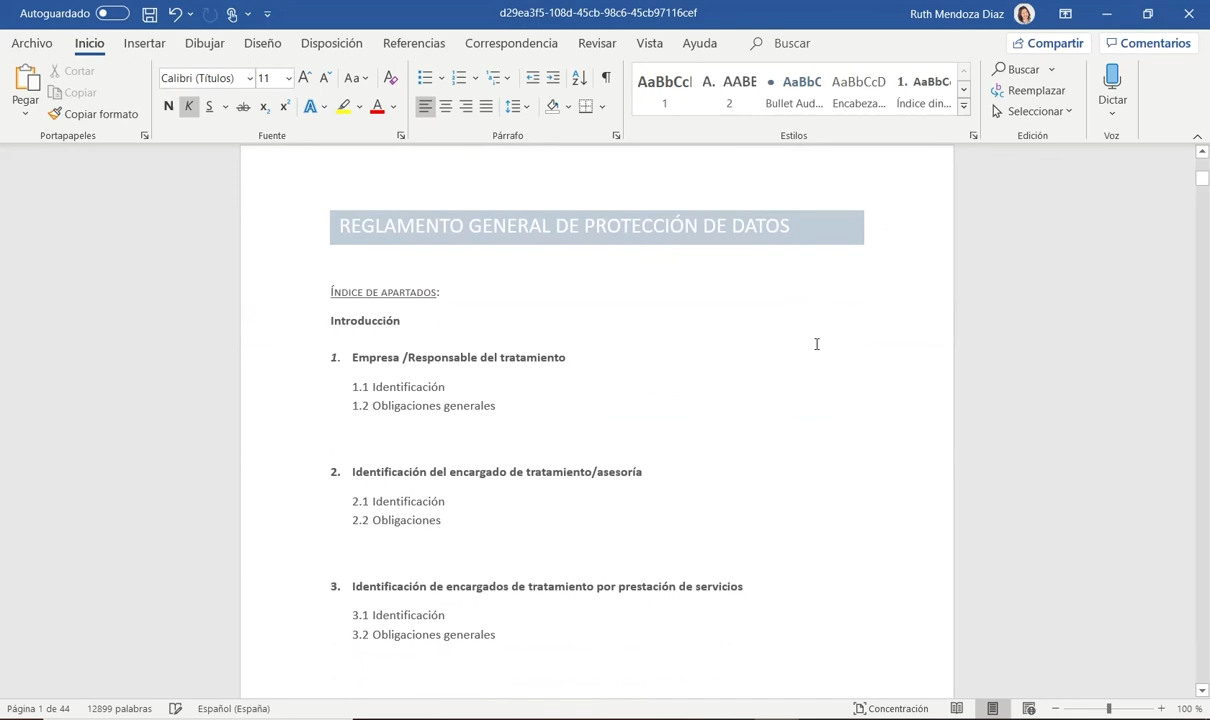 Autoguardado
d29ea3f5-108d-45cb-98c6-45cb97116cef
Ruth Mendoza Diaz
Archivo Inicio Insertar Dibujar Diseño Disposición Referencias Correspondencia Revisar Vista Ayuda Buscar Compartir Comentarios
Pegar
Cortar
Copiar
Copiar formato
Portapapeles
Calibri (Títulos) 11
Aa
N K S ab x₂ x² A A
Fuente
Párrafo
AaBbCcI A. AABE AaBbC AaBbCcD 1. AaBbC
1 2 Bullet Aud... Encabeza... Índice din...
Estilos
Buscar
Reemplazar
Seleccionar
Edición
Dictar
Voz
REGLAMENTO GENERAL DE PROTECCIÓN DE DATOS
ÍNDICE DE APARTADOS:
Introducción
1. Empresa /Responsable del tratamiento
1.1 Identificación
1.2 Obligaciones generales
2. Identificación del encargado de tratamiento/asesoría
2.1 Identificación
2.2 Obligaciones
3. Identificación de encargados de tratamiento por prestación de servicios
3.1 Identificación
3.2 Obligaciones generales
Página 1 de 44 12899 palabras Español (España) Concentración 100 %